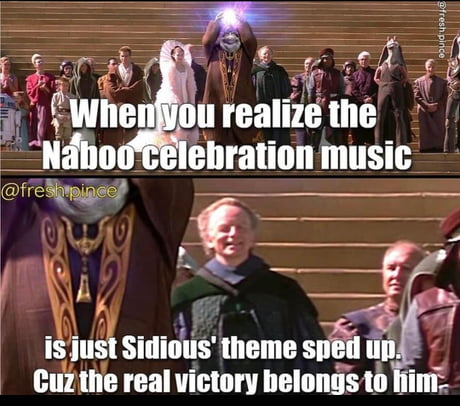 @fresh.prince
When you realize the
Naboo celebration music
@fresh.pince
is just Sidious' theme sped up.
Cuz the real victory belongs to him.